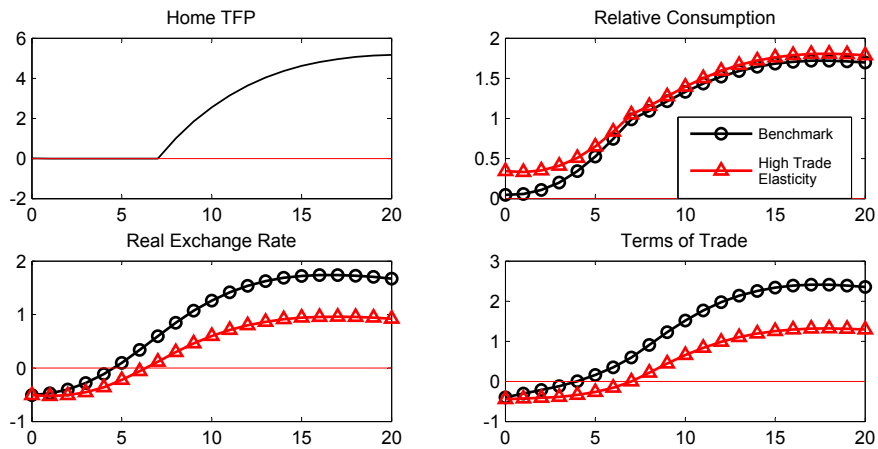 Home TFP
6
4
2
0
-2
0 5 10 15 20
Relative Consumption
2
1.5
1
0.5
0
0 5 10 15 20
Benchmark
High Trade
Elasticity
Real Exchange Rate
2
1
0
-1
0 5 10 15 20
Terms of Trade
3
2
1
0
-1
0 5 10 15 20